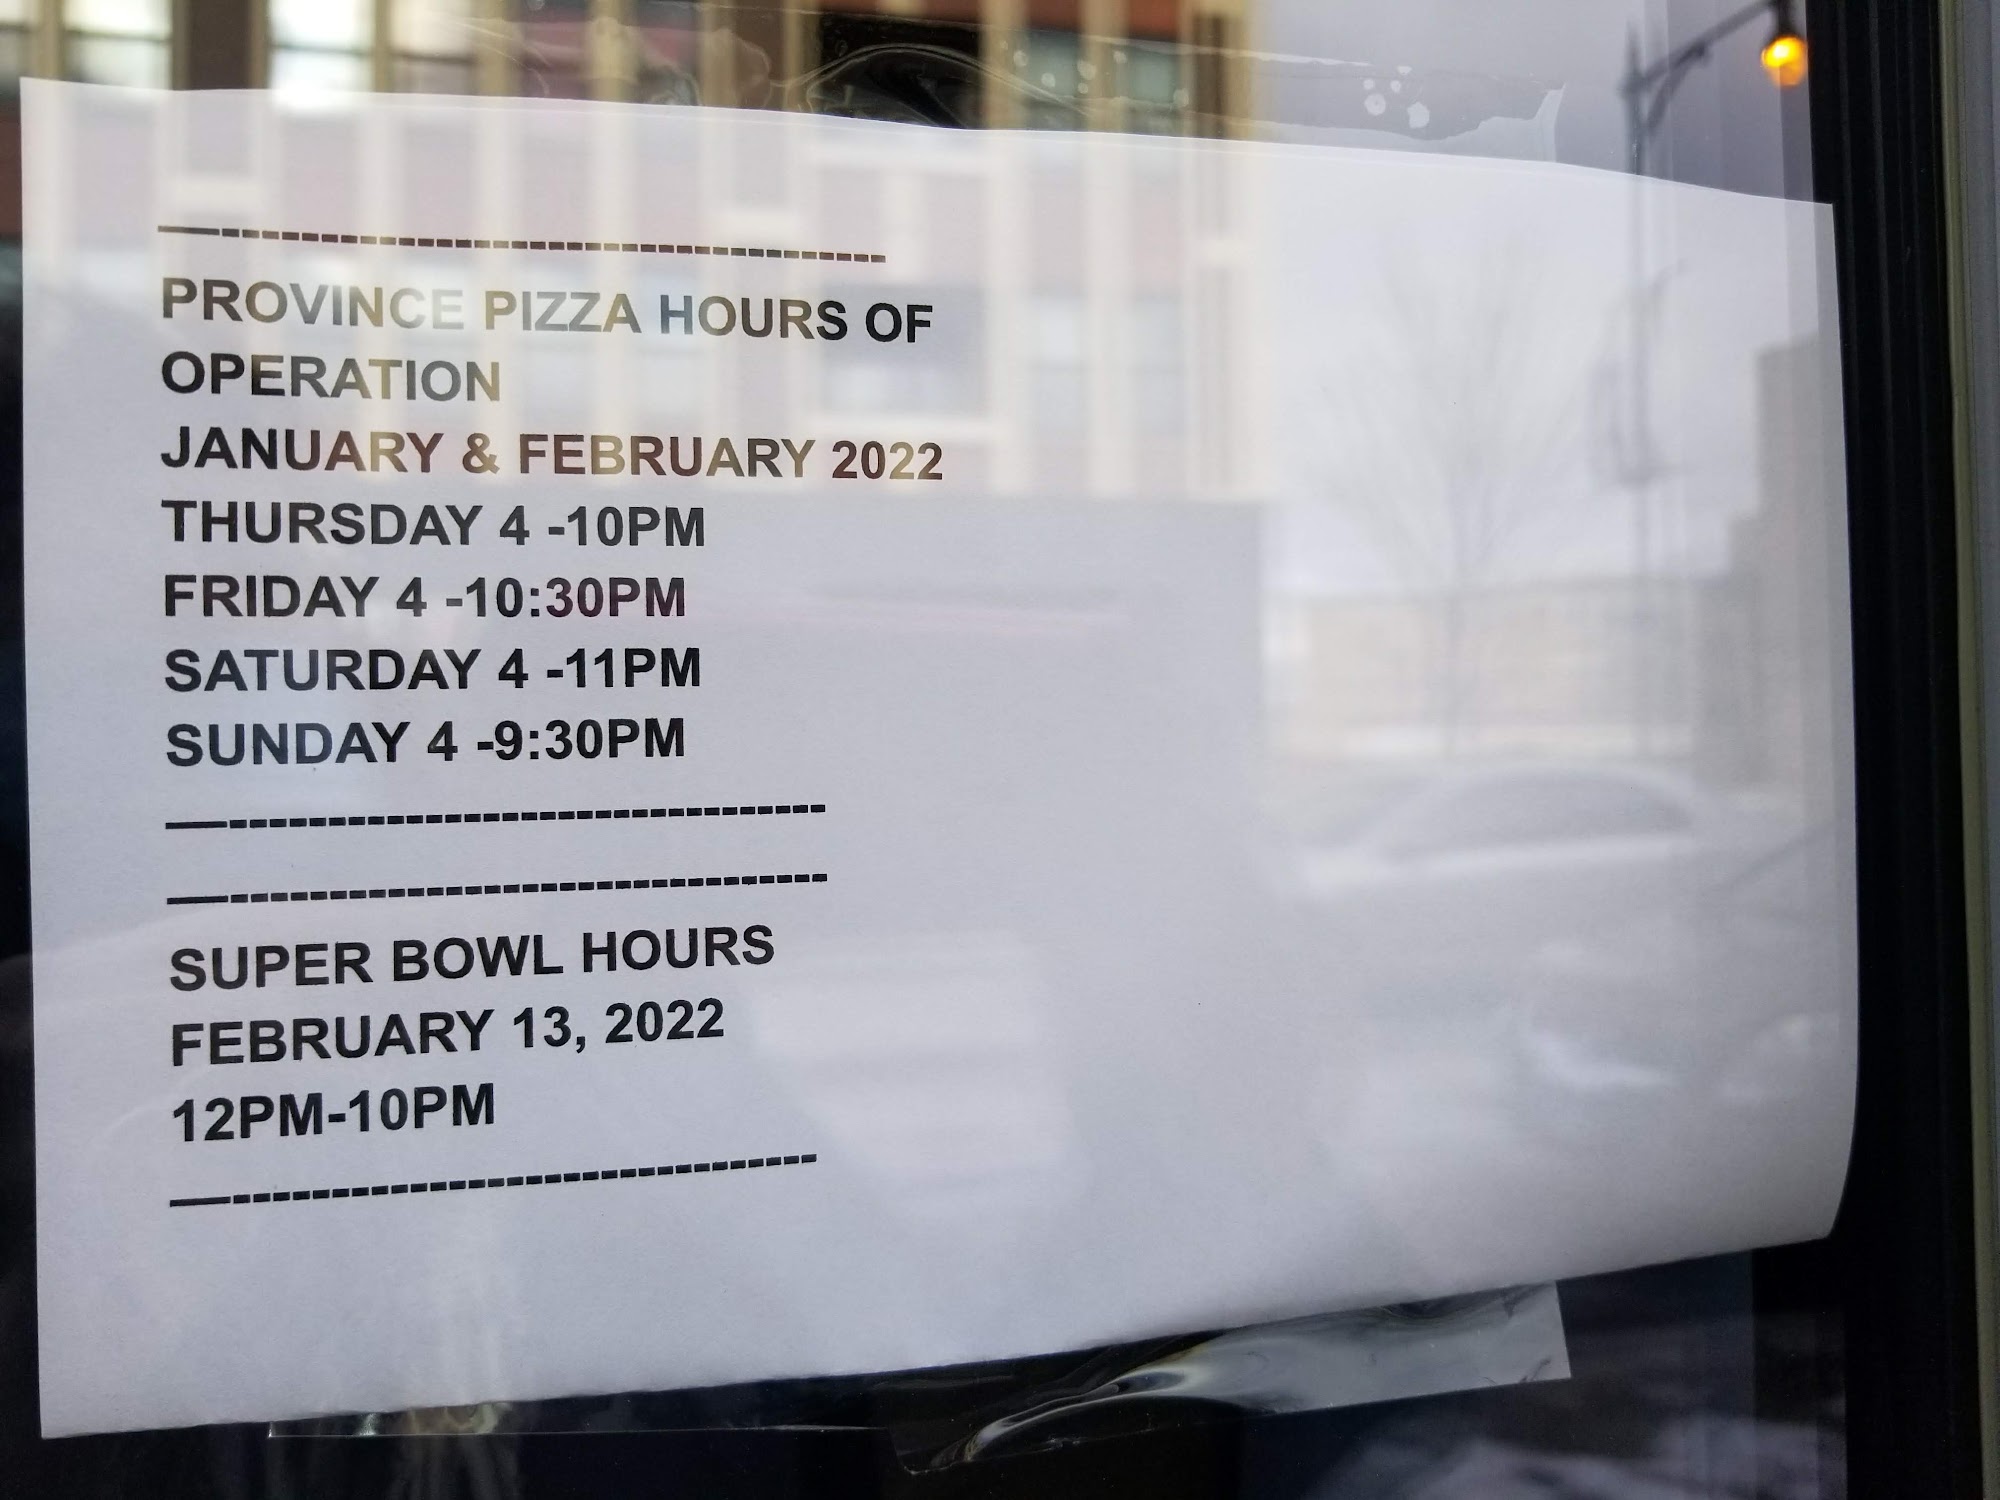 PROVINCE PIZZA HOURS OF
OPERATION
JANUARY & FEBRUARY 2022
THURSDAY 4 -10PM
FRIDAY 4 -10:30PM
SATURDAY 4 -11PM
SUNDAY 4 -9:30PM
SUPER BOWL HOURS
FEBRUARY 13, 2022
12PM-10PM